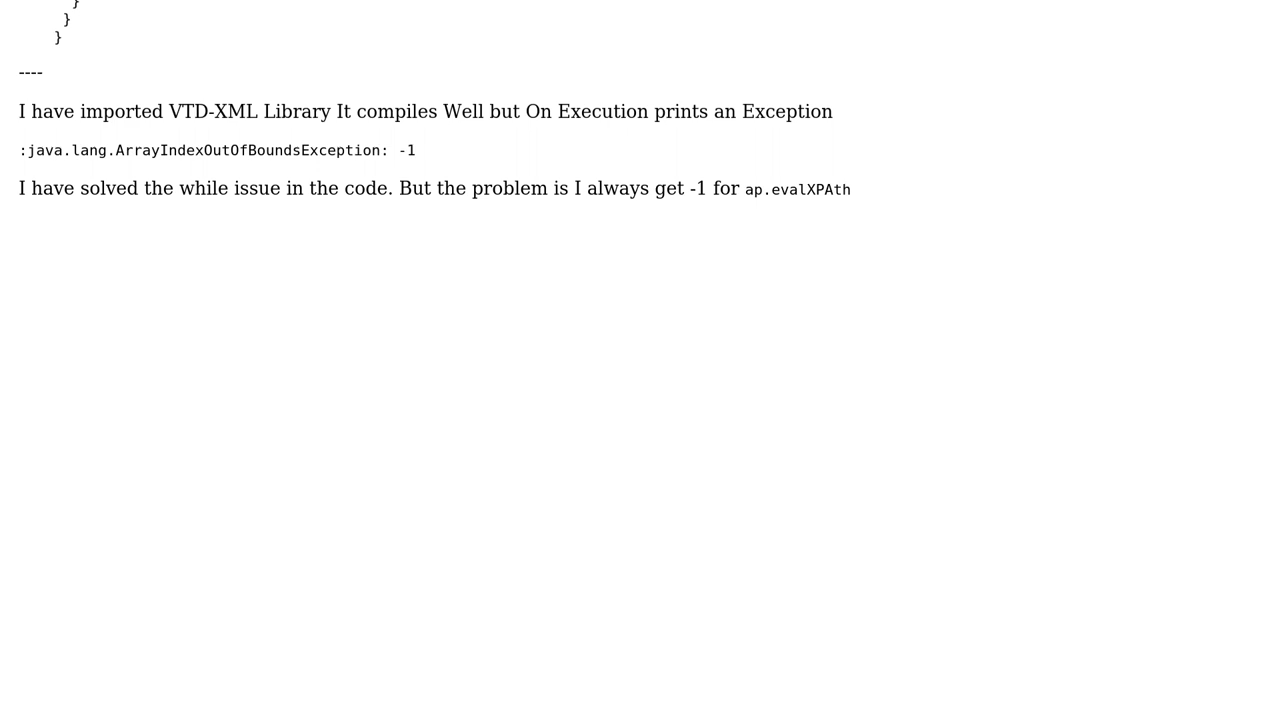 }
}
}
----
I have imported VTD-XML Library It compiles Well but On Execution prints an Exception
:java.lang.ArrayIndexOutOfBoundsException: -1
I have solved the while issue in the code. But the problem is I always get -1 for ap.evalXPAth